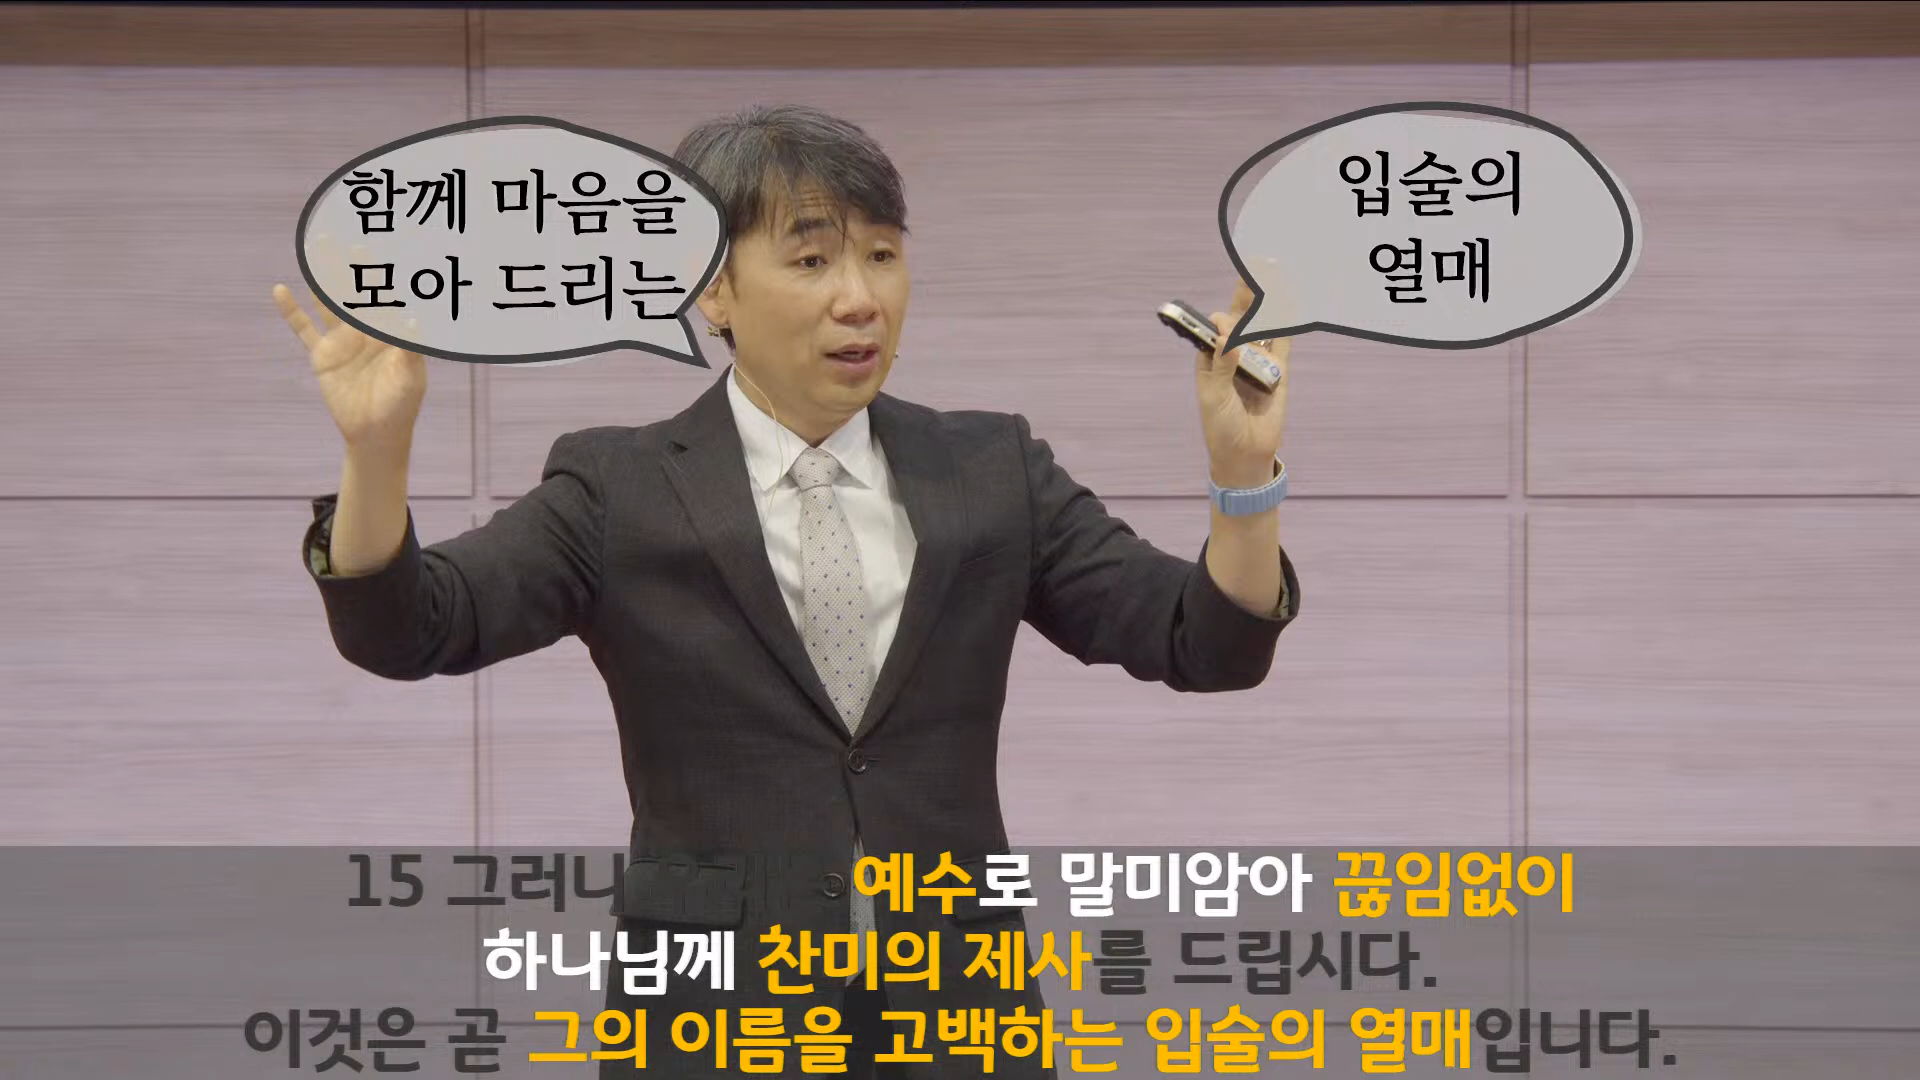 함께 마음을
모아 드리는
입술의
열매
15 그러니 예수로 말미암아 끊임없이
하나님께 찬미의 제사를 드립시다.
이것은 곧 그의 이름을 고백하는 입술의 열매입니다.